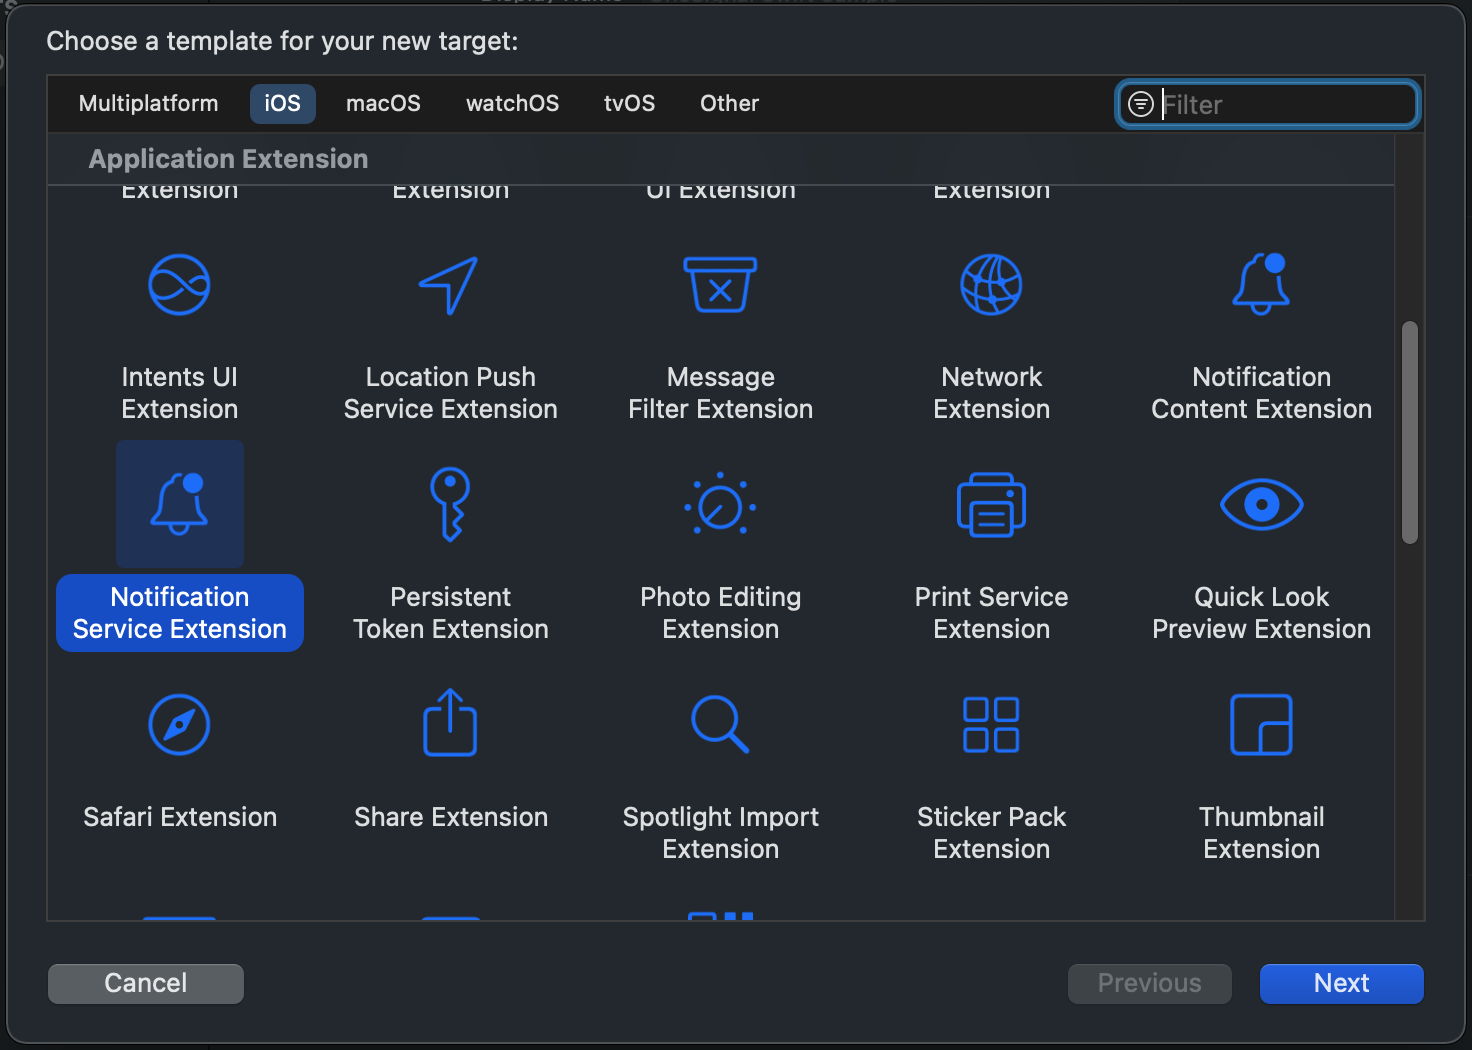 Choose a template for your new target:
Multiplatform iOS macOS watchOS tvOS Other Filter
Application Extension
Extension Extension UI Extension Extension
Intents UI Location Push Message Network Notification
Extension Service Extension Filter Extension Extension Content Extension
Notification Persistent Photo Editing Print Service Quick Look
Service Extension Token Extension Extension Extension Preview Extension
Safari Extension Share Extension Spotlight Import Sticker Pack Thumbnail
Extension Extension Extension
Cancel Previous Next